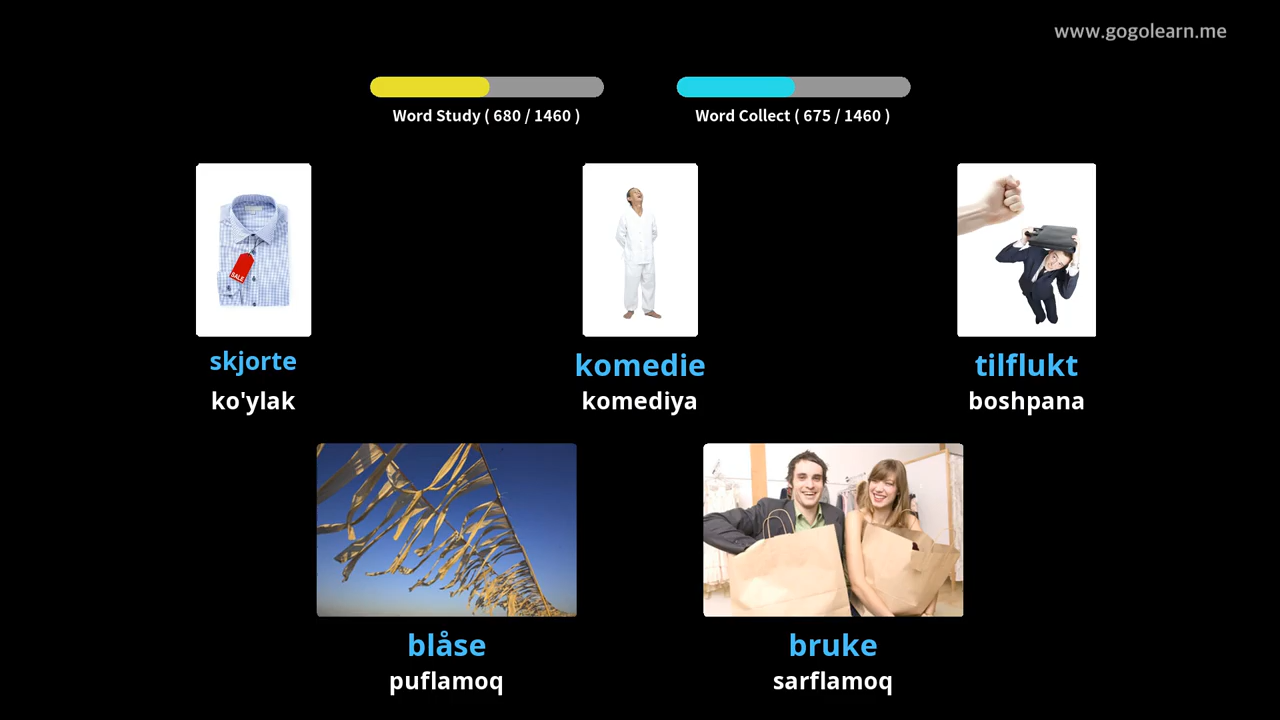 www.gogolearn.me
Word Study ( 680 / 1460 )
Word Collect ( 675 / 1460 )
SALE
skjorte
ko'ylak
komedie
komediya
tilflukt
boshpana
blåse
puflamoq
bruke
sarflamoq